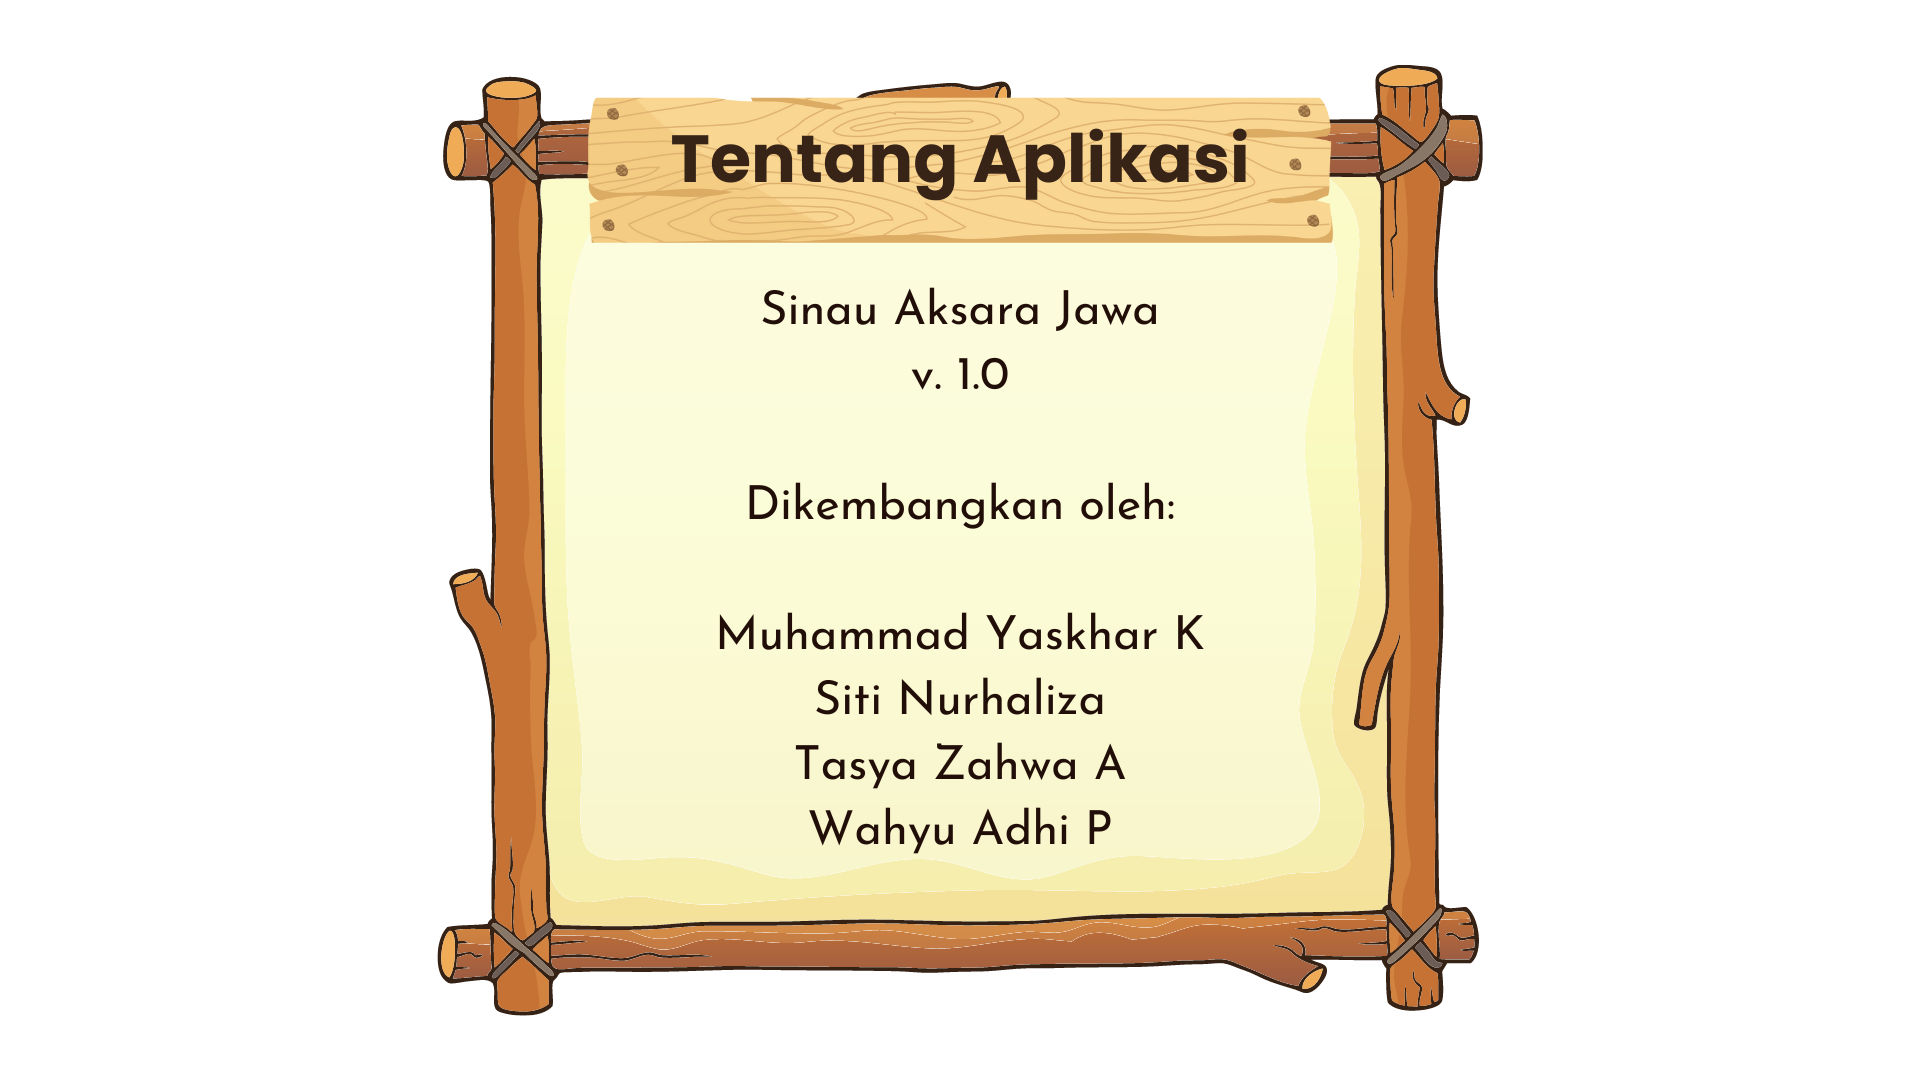 Tentang Aplikasi
Sinau Aksara Jawa
v. 1.0
Dikembangkan oleh:
Muhammad Yaskhar K
Siti Nurhaliza
Tasya Zahwa A
Wahyu Adhi P